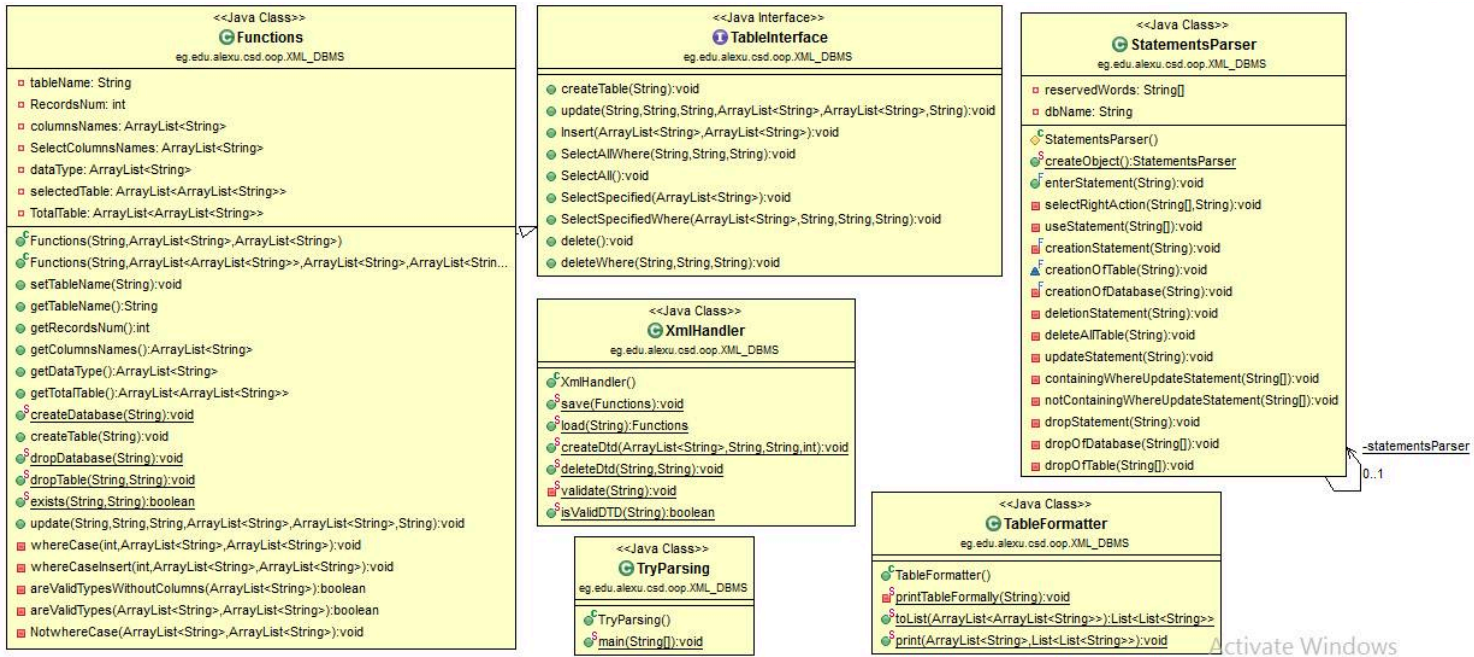 <<Java Class>>
Functions
eg.edu.alexu.csd.oop.XML_DBMS
tableName: String
RecordsNum: int
columnsNames: ArrayList<String>
SelectColumnsNames: ArrayList<String>
dataType: ArrayList<String>
selectedTable: ArrayList<ArrayList<String>>
TotalTable: ArrayList<ArrayList<String>>
Functions(String,ArrayList<String>,ArrayList<String>)
Functions(String,ArrayList<ArrayList<String>>,ArrayList<String>,ArrayList<Strin...
setTableName(String):void
getTableName():String
getRecordsNum():int
getColumnsNames():ArrayList<String>
getDataType():ArrayList<String>
getTotalTable():ArrayList<ArrayList<String>>
createDatabase(String):void
createTable(String):void
dropDatabase(String):void
dropTable(String,String):void
exists(String,String):boolean
update(String,String,String,ArrayList<String>,ArrayList<String>,String):void
whereCase(int,ArrayList<String>,ArrayList<String>):void
whereCaseInsert(int,ArrayList<String>,ArrayList<String>):void
areValidTypesWithoutColumns(ArrayList<String>):boolean
areValidTypes(ArrayList<String>,ArrayList<String>):boolean
NotwhereCase(ArrayList<String>,ArrayList<String>):void
<<Java Interface>>
TableInterface
eg.edu.alexu.csd.oop.XML_DBMS
createTable(String):void
update(String,String,String,ArrayList<String>,ArrayList<String>,String):void
Insert(ArrayList<String>,ArrayList<String>):void
SelectAllWhere(String,String,String):void
SelectAll():void
SelectSpecified(ArrayList<String>):void
SelectSpecifiedWhere(ArrayList<String>,String,String,String):void
delete():void
deleteWhere(String,String,String):void
<<Java Class>>
XmlHandler
eg.edu.alexu.csd.oop.XML_DBMS
XmlHandler()
save(Functions):void
load(String):Functions
createDtd(ArrayList<String>,String,String,int):void
deleteDtd(String,String):void
validate(String):void
isValidDTD(String):boolean
<<Java Class>>
TryParsing
eg.edu.alexu.csd.oop.XML_DBMS
TryParsing()
main(String[]):void
<<Java Class>>
StatementsParser
eg.edu.alexu.csd.oop.XML_DBMS
reservedWords: String[]
dbName: String
StatementsParser()
createObject():StatementsParser
enterStatement(String):void
selectRightAction(String[],String):void
useStatement(String[]):void
creationStatement(String):void
creationOfTable(String):void
creationOfDatabase(String):void
deletionStatement(String):void
deleteAllTable(String):void
updateStatement(String):void
containingWhereUpdateStatement(String[]):void
notContainingWhereUpdateStatement(String[]):void
dropStatement(String):void
dropOfDatabase(String[]):void
dropOfTable(String[]):void
-statementsParser
0..1
<<Java Class>>
TableFormatter
eg.edu.alexu.csd.oop.XML_DBMS
TableFormatter()
printTableFormally(String):void
toList(ArrayList<ArrayList<String>>):List<List<String>>
print(ArrayList<String>,List<List<String>>):void
Activate Windows